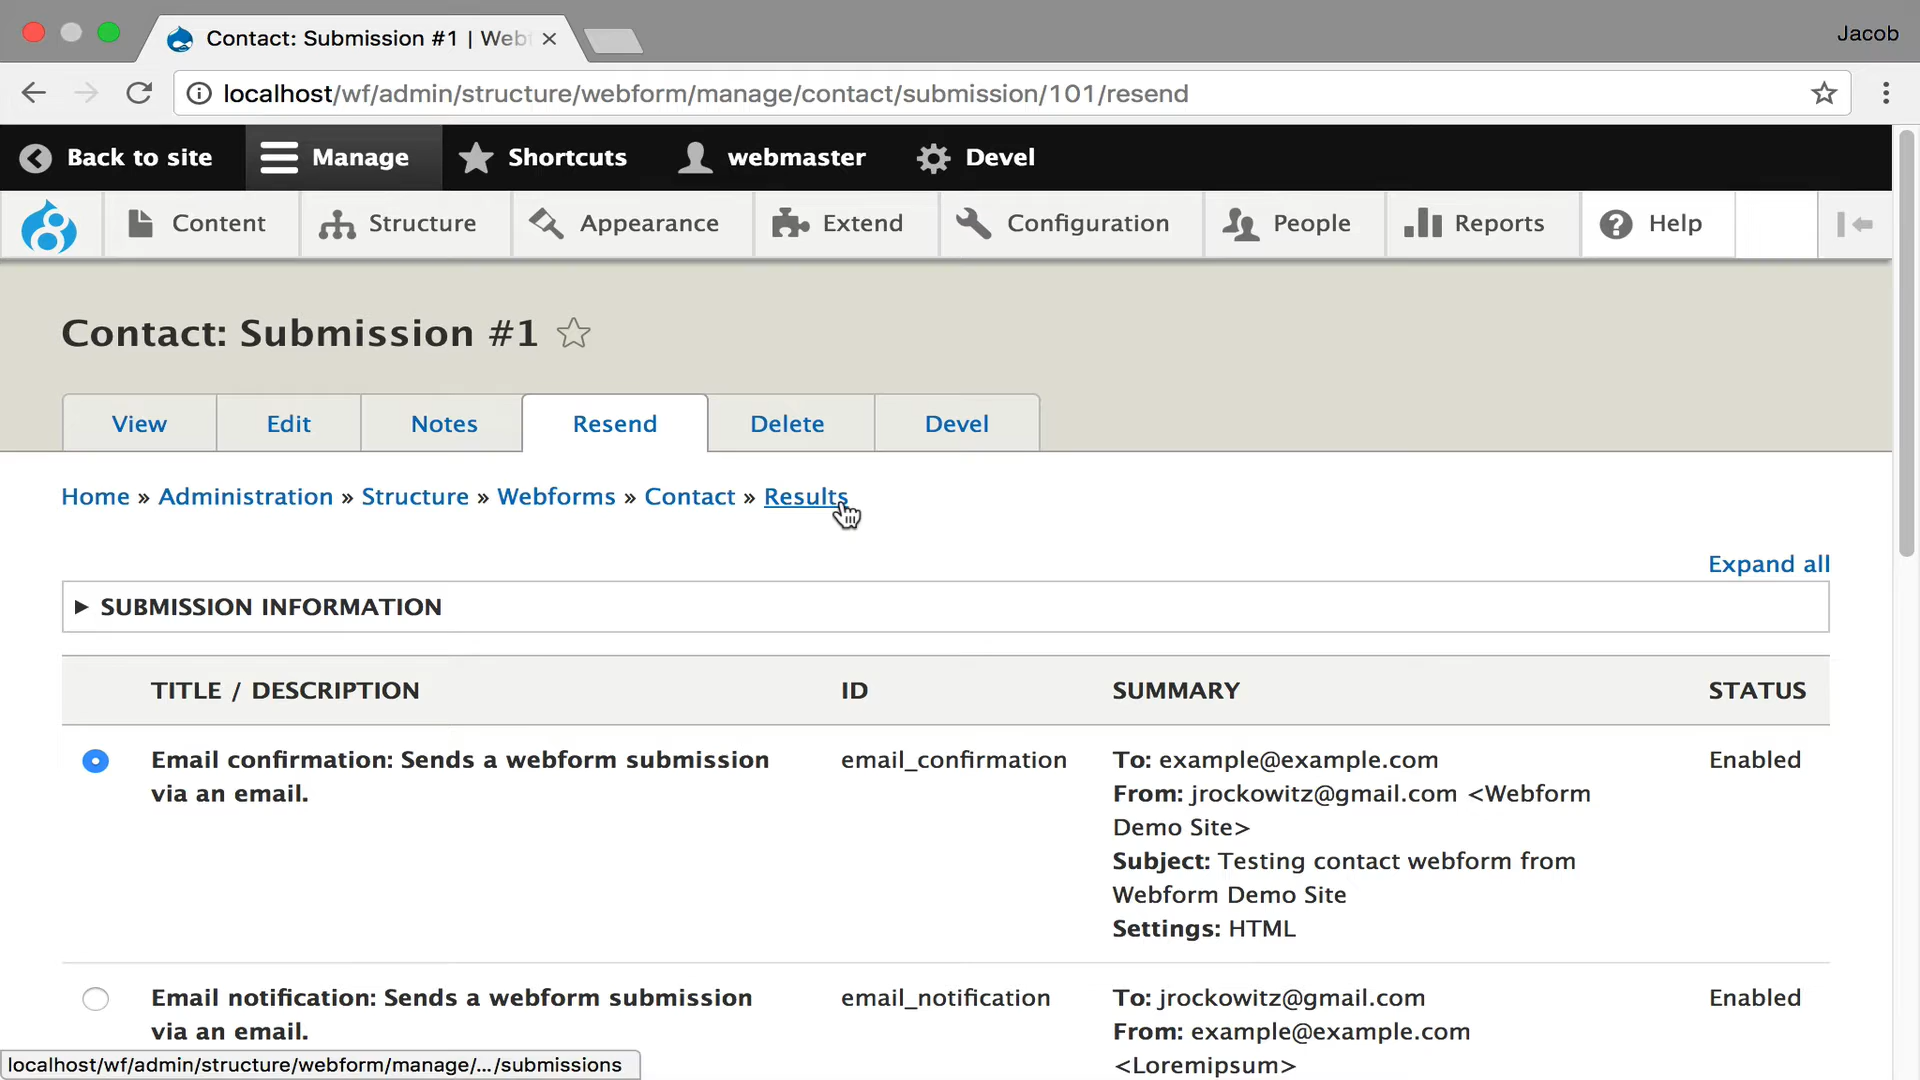 Contact: Submission #1 | Web
Jacob
localhost/wf/admin/structure/webform/manage/contact/submission/101/resend
Back to site Manage Shortcuts webmaster Devel
Content Structure Appearance Extend Configuration People Reports Help
Contact: Submission #1
View Edit Notes Resend Delete Devel
Home » Administration » Structure » Webforms » Contact » Results
Expand all
SUBMISSION INFORMATION
TITLE / DESCRIPTION ID SUMMARY STATUS
Email confirmation: Sends a webform submission email_confirmation To: example@example.com Enabled
via an email. From: jrockowitz@gmail.com <Webform
Demo Site>
Subject: Testing contact webform from
Webform Demo Site
Settings: HTML
Email notification: Sends a webform submission email_notification To: jrockowitz@gmail.com Enabled
via an email. From: example@example.com
<Loremipsum>
localhost/wf/admin/structure/webform/manage/.../submissions